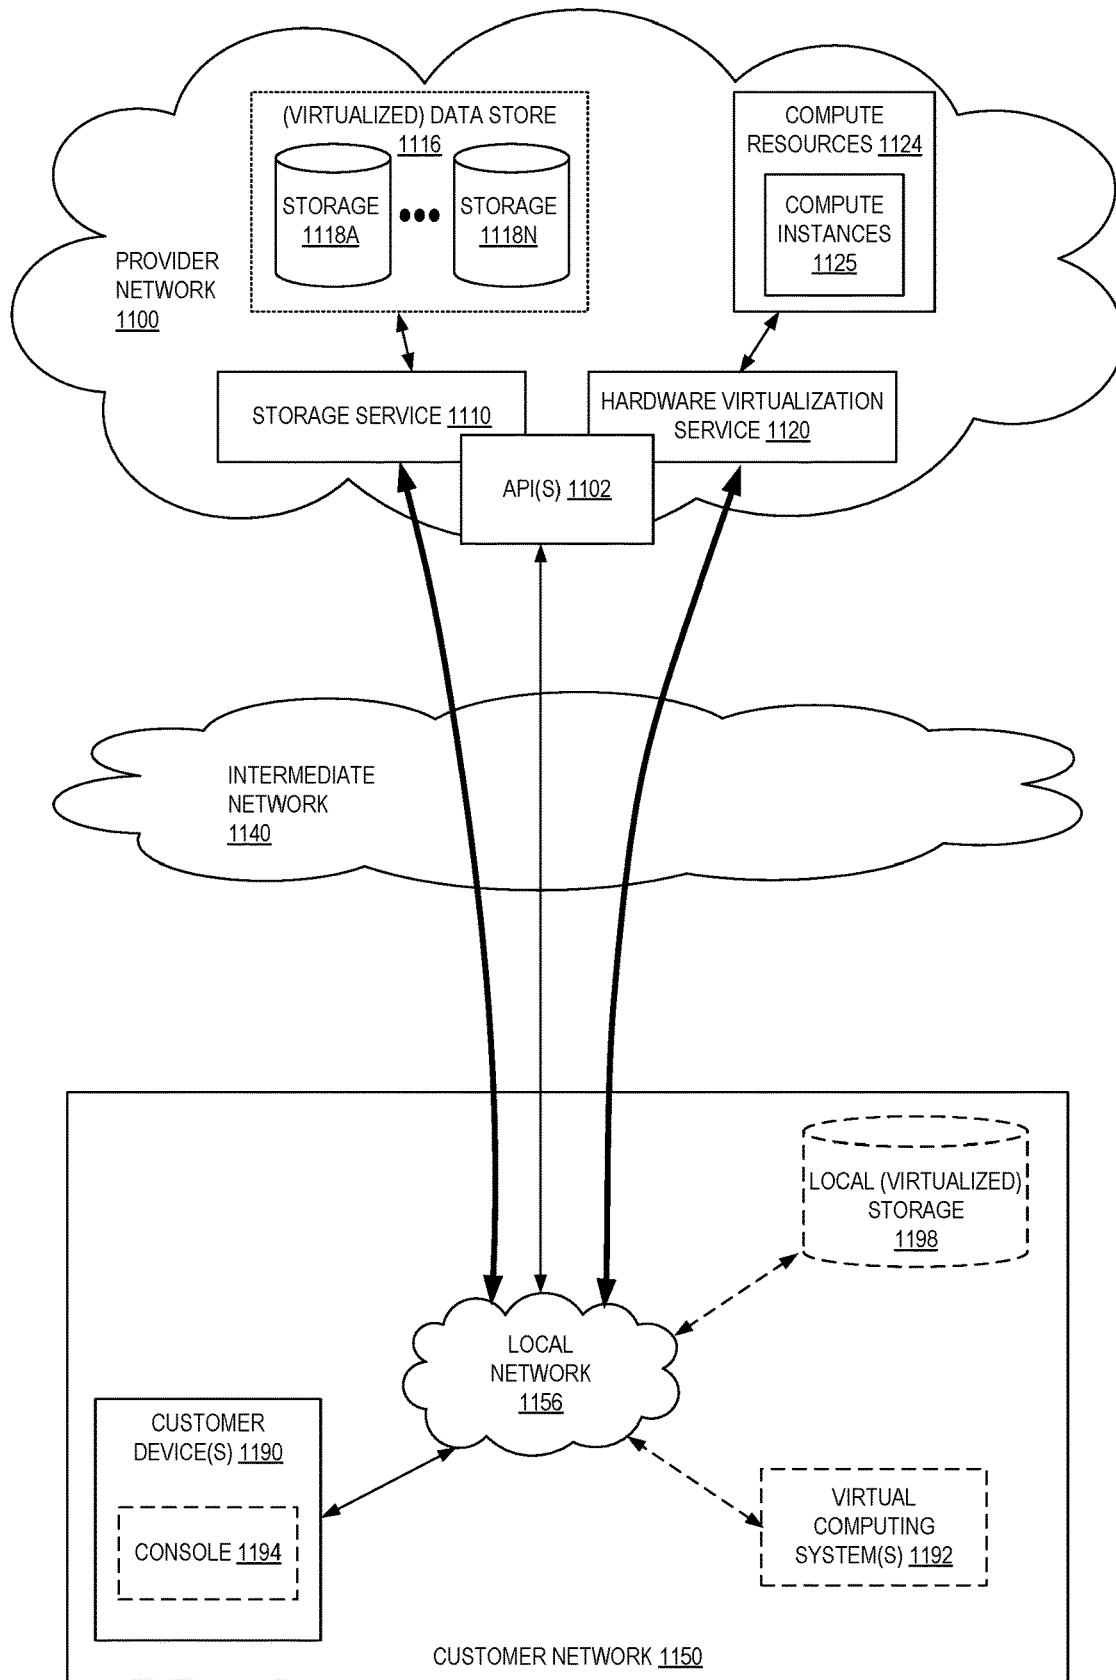 (VIRTUALIZED) DATA STORE
1116
STORAGE
1118A
STORAGE
1118N
COMPUTE
RESOURCES 1124
COMPUTE
INSTANCES
1125
PROVIDER
NETWORK
1100
STORAGE SERVICE 1110
HARDWARE VIRTUALIZATION
SERVICE 1120
API(S) 1102
INTERMEDIATE
NETWORK
1140
LOCAL (VIRTUALIZED)
STORAGE
1198
LOCAL
NETWORK
1156
CUSTOMER
DEVICE(S) 1190
CONSOLE 1194
VIRTUAL
COMPUTING
SYSTEM(S) 1192
CUSTOMER NETWORK 1150